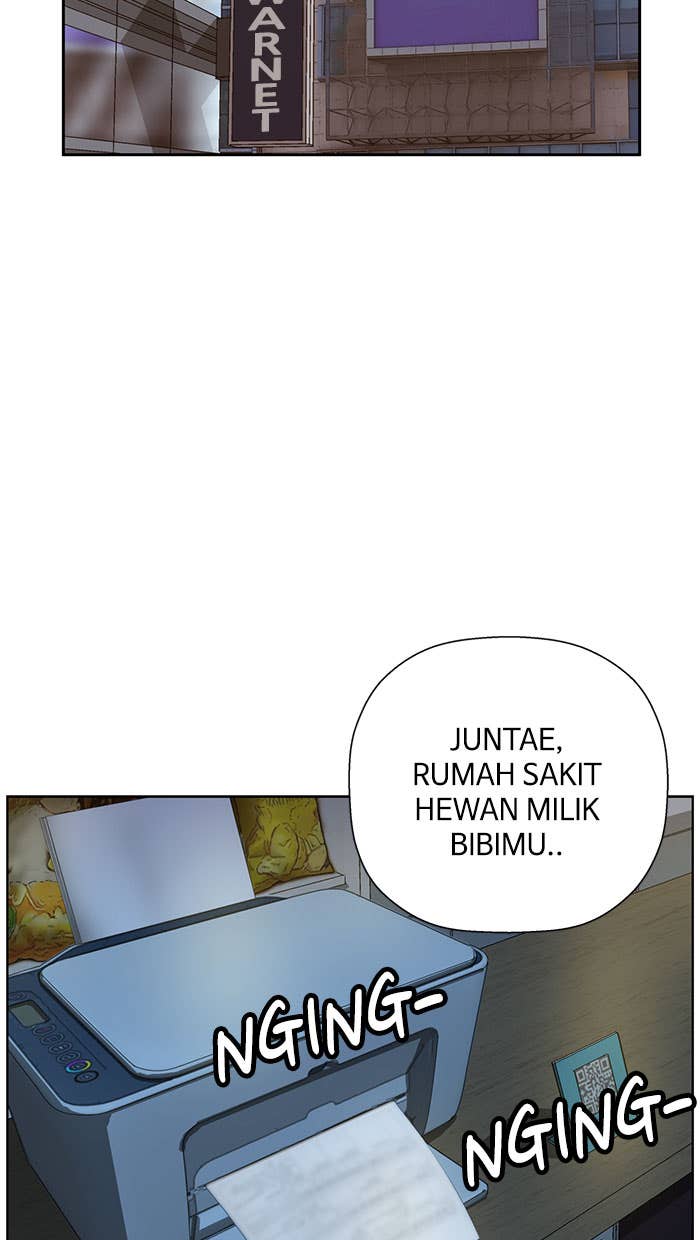 WARNET
JUNTAE,
RUMAH SAKIT
HEWAN MILIK
BIBIMU..
NGING-
NGING-